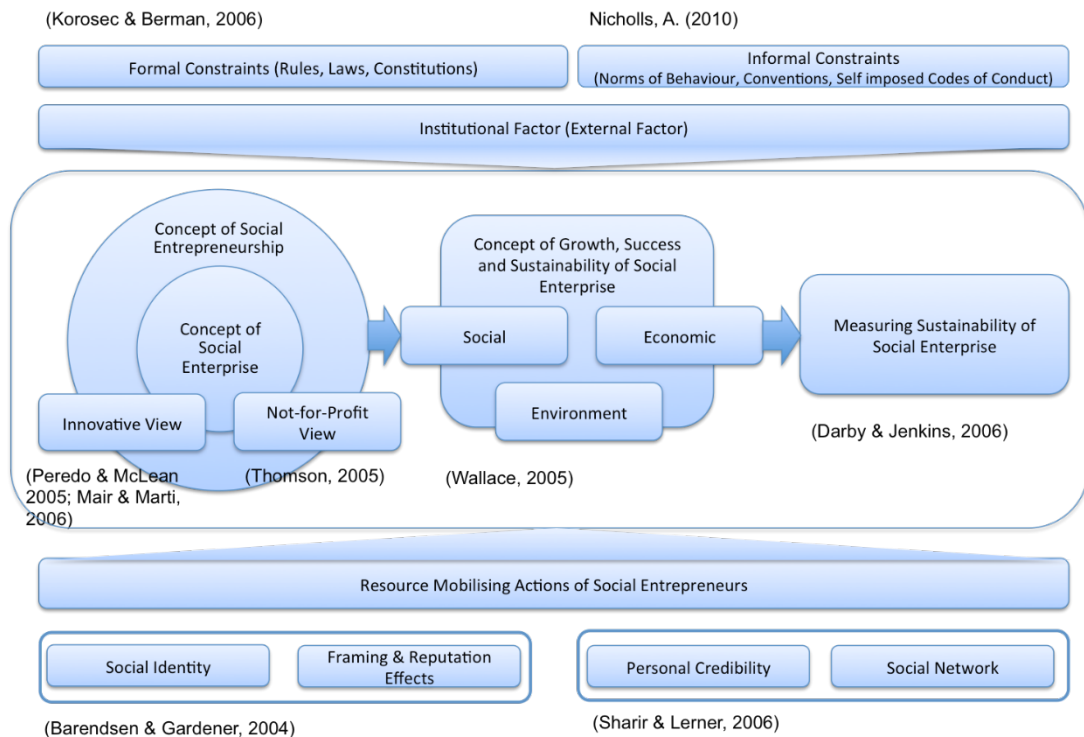 (Korosec & Berman, 2006)
Nicholls, A. (2010)
Formal Constraints (Rules, Laws, Constitutions)
Informal Constraints
(Norms of Behaviour, Conventions, Self imposed Codes of Conduct)
Institutional Factor (External Factor)
Concept of Social
Entrepreneurship
Concept of
Social
Enterprise
Innovative View
Not-for-Profit
View
(Peredo & McLean
2005; Mair & Marti,
2006)
(Thomson, 2005)
Concept of Growth, Success
and Sustainability of Social
Enterprise
Social
Economic
Environment
(Wallace, 2005)
Measuring Sustainability of
Social Enterprise
(Darby & Jenkins, 2006)
Resource Mobilising Actions of Social Entrepreneurs
Social Identity
Framing & Reputation
Effects
(Barendsen & Gardener, 2004)
Personal Credibility
Social Network
(Sharir & Lerner, 2006)